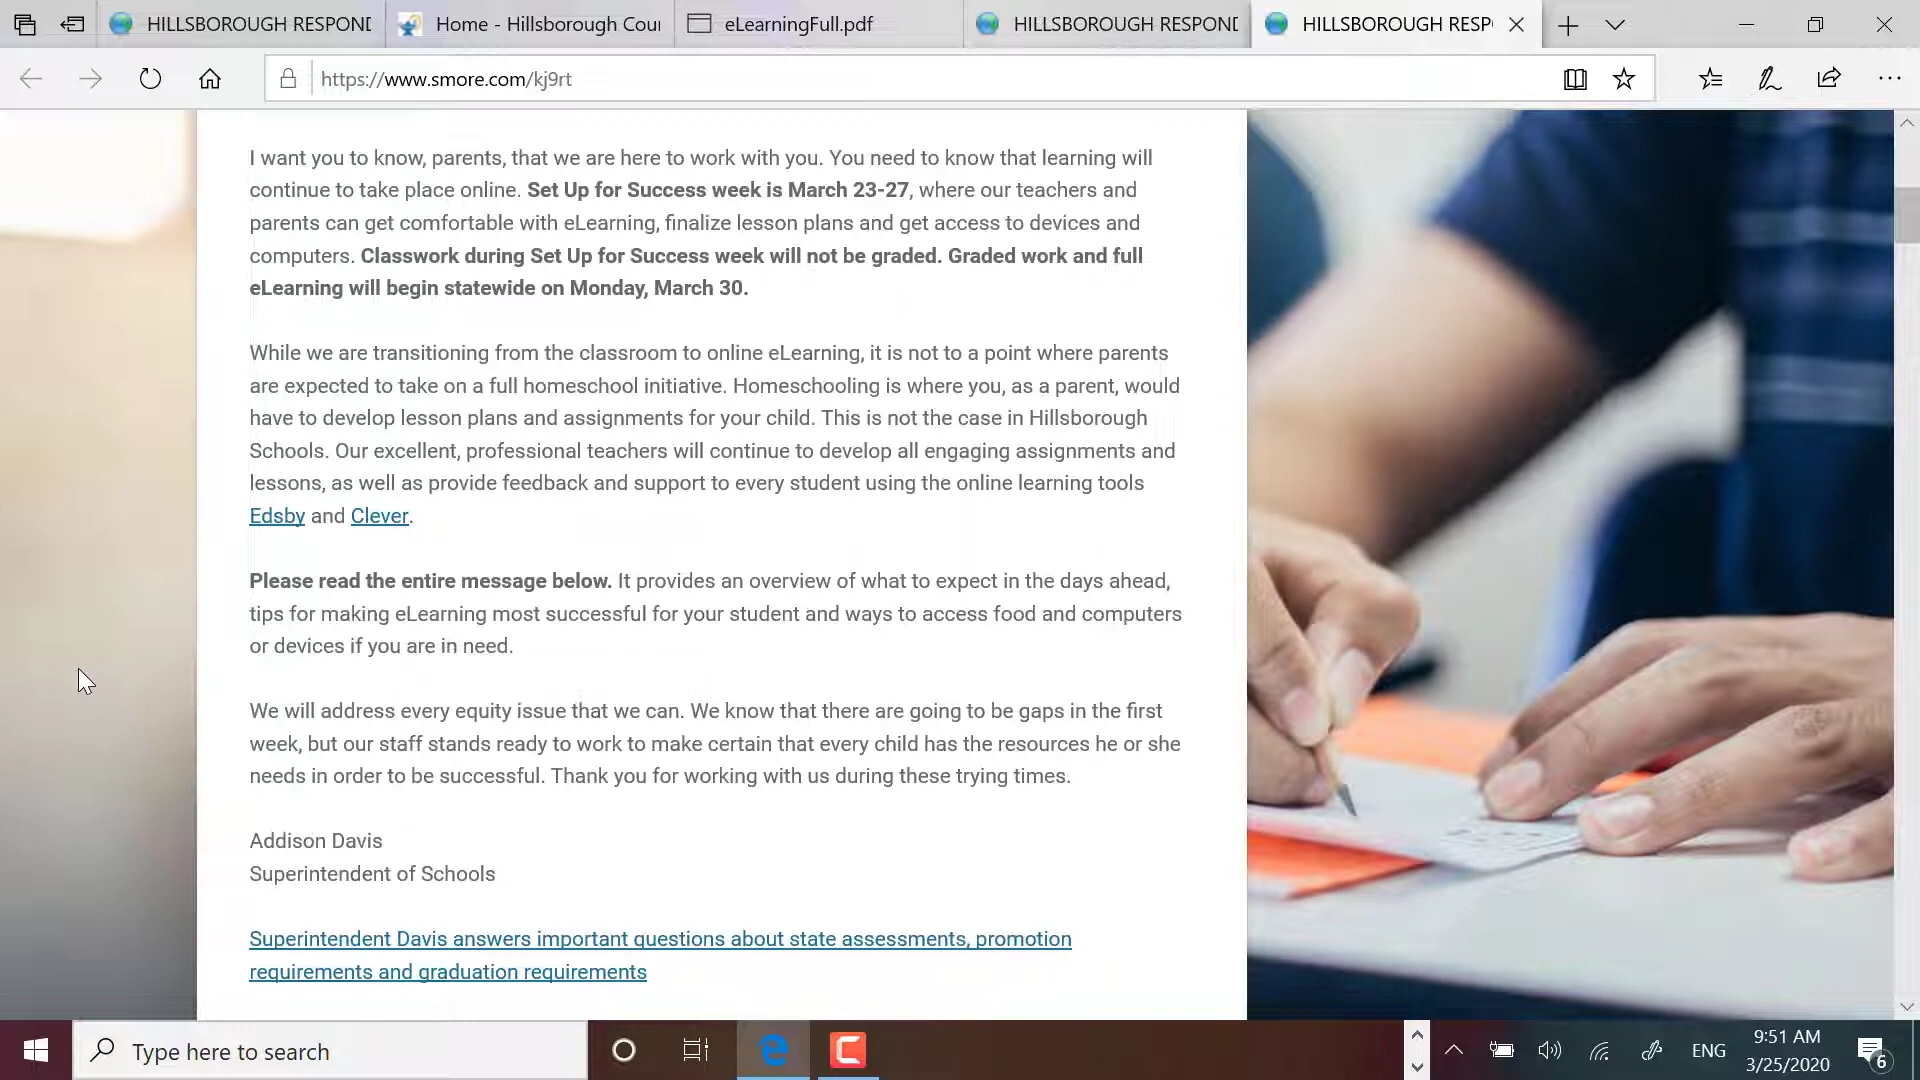 HILLSBOROUGH RESPOND
Home - Hillsborough Cou
eLearningFull.pdf
HILLSBOROUGH RESPOND
HILLSBOROUGH RESP
https://www.smore.com/kj9rt
I want you to know, parents, that we are here to work with you. You need to know that learning will
continue to take place online. Set Up for Success week is March 23-27, where our teachers and
parents can get comfortable with eLearning, finalize lesson plans and get access to devices and
computers. Classwork during Set Up for Success week will not be graded. Graded work and full
eLearning will begin statewide on Monday, March 30.
While we are transitioning from the classroom to online eLearning, it is not to a point where parents
are expected to take on a full homeschool initiative. Homeschooling is where you, as a parent, would
have to develop lesson plans and assignments for your child. This is not the case in Hillsborough
Schools. Our excellent, professional teachers will continue to develop all engaging assignments and
lessons, as well as provide feedback and support to every student using the online learning tools
Edsby and Clever.
Please read the entire message below. It provides an overview of what to expect in the days ahead,
tips for making eLearning most successful for your student and ways to access food and computers
or devices if you are in need.
We will address every equity issue that we can. We know that there are going to be gaps in the first
week, but our staff stands ready to work to make certain that every child has the resources he or she
needs in order to be successful. Thank you for working with us during these trying times.
Addison Davis
Superintendent of Schools
Superintendent Davis answers important questions about state assessments, promotion
requirements and graduation requirements
Type here to search
ENG
9:51 AM
3/25/2020
6